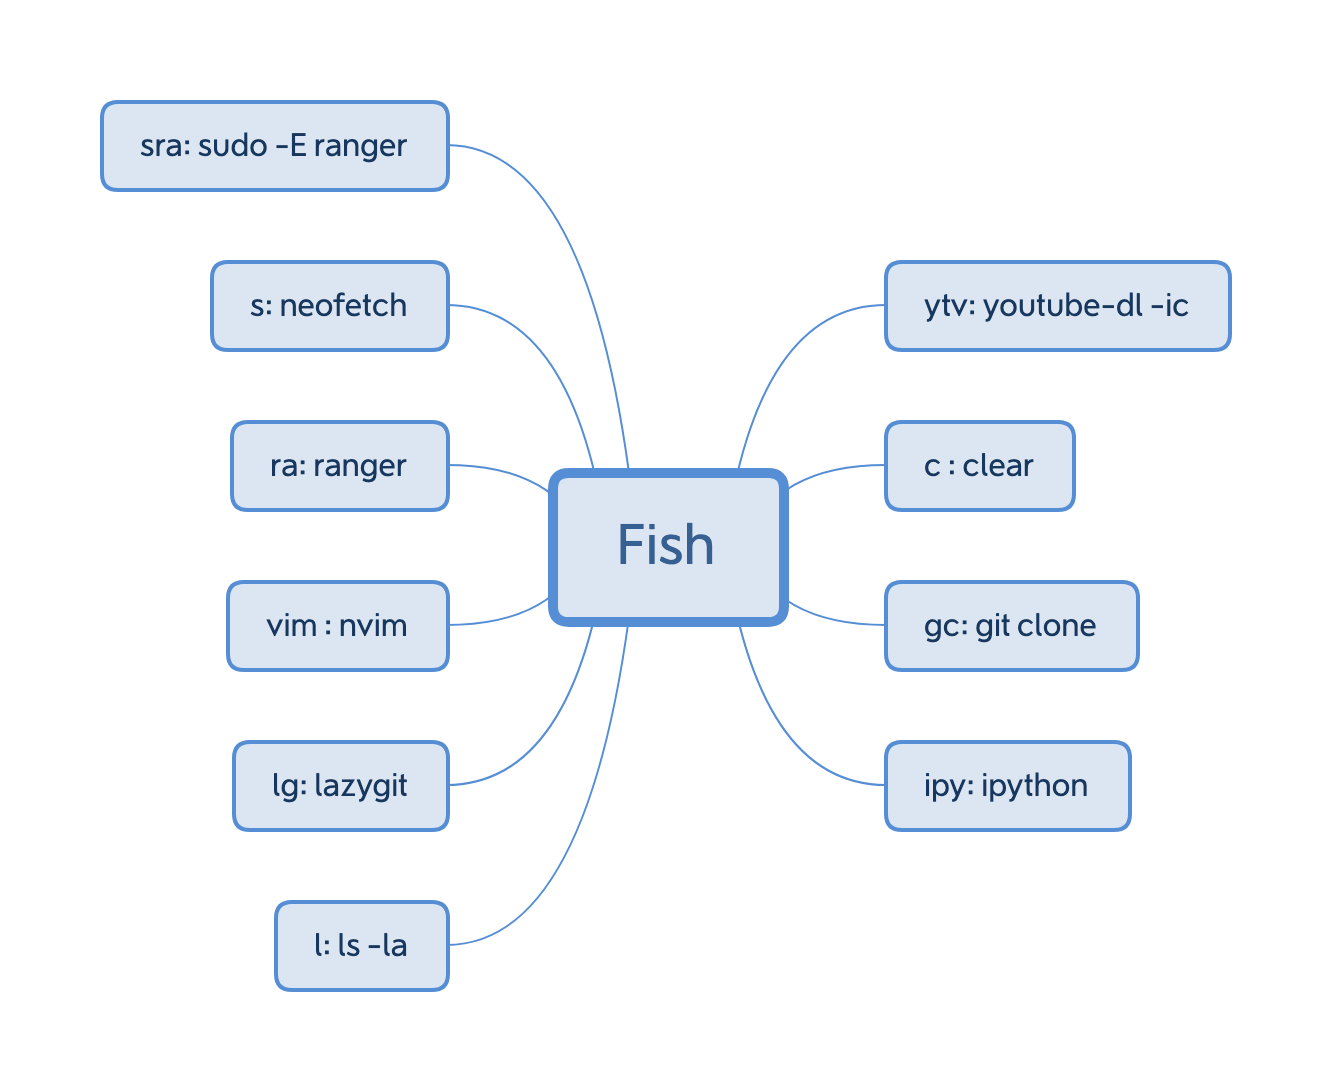 sra: sudo -E ranger
s: neofetch
ra: ranger
vim : nvim
lg: lazygit
l: ls -la
Fish
ytv: youtube-dl -ic
c : clear
gc: git clone
ipy: ipython